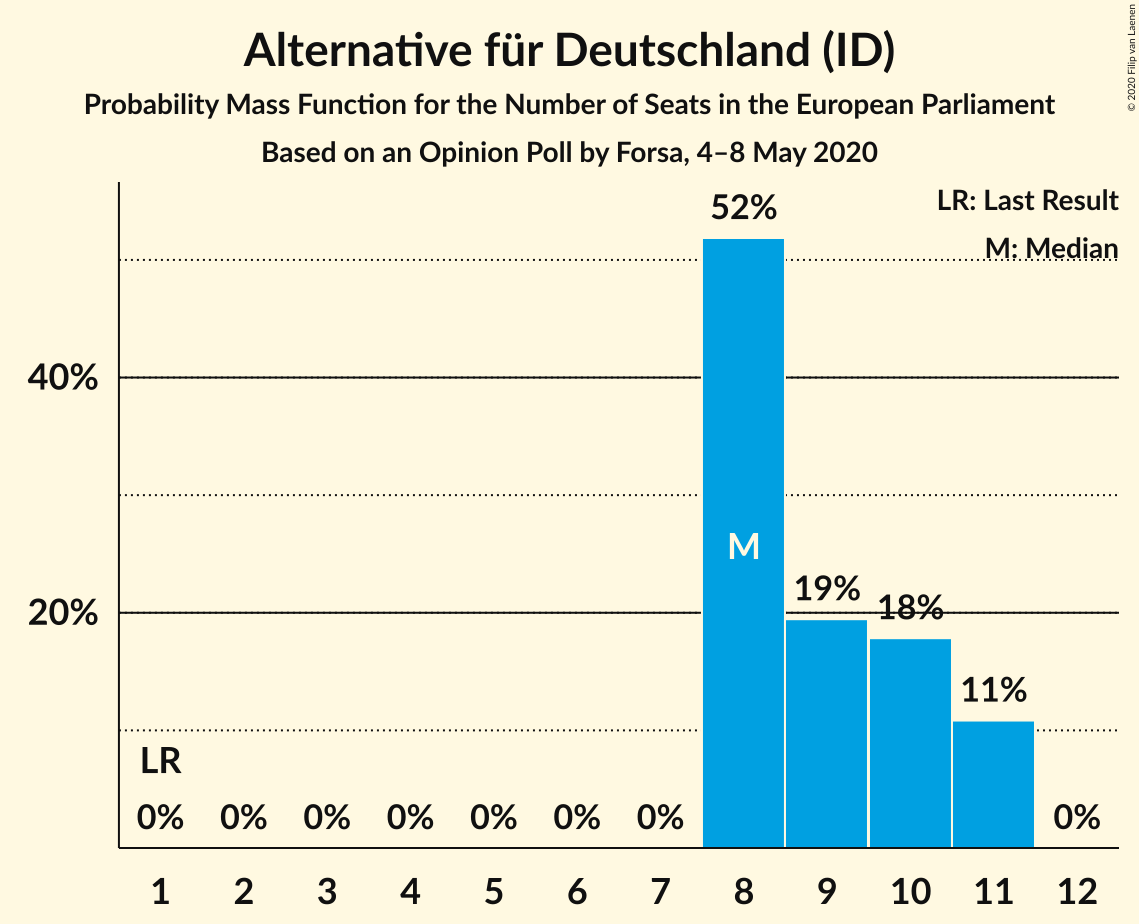 Alternative für Deutschland (ID)
Probability Mass Function for the Number of Seats in the European Parliament
Based on an Opinion Poll by Forsa, 4–8 May 2020
© 2020 Filip van Laenen
LR: Last Result
M: Median
52%
40%
M
19%
18%
20%
11%
LR
0% 0% 0% 0% 0% 0% 0% 0%
1 2 3 4 5 6 7 8 9 10 11 12